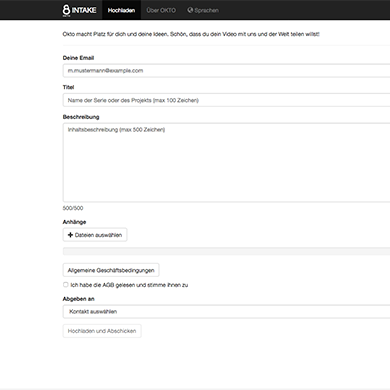 INTAKE Hochladen Über OKTO Sprachen
Okto macht Platz für dich und deine Ideen. Schön, dass du dein Video mit uns und der Welt teilen willst!
Deine Email
m.mustermann@example.com
Titel
Name der Serie oder des Projekts (max 100 Zeichen)
Beschreibung
Inhaltsbeschreibung (max 500 Zeichen)
500/500
Anhänge
Dateien auswählen
Allgemeine Geschäftsbedingungen
Ich habe die AGB gelesen und stimme ihnen zu
Abgeben an
Kontakt auswählen
Hochladen und Abschicken